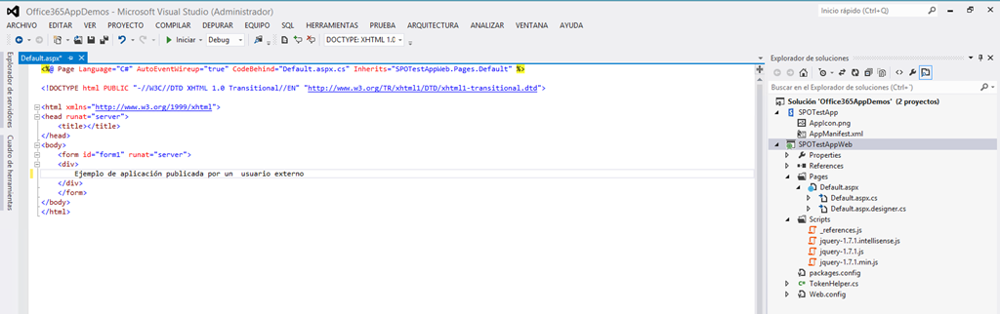 Office365AppDemos - Microsoft Visual Studio (Administrador)
Inicio rápido (Ctrl+Q)
ARCHIVO EDITAR VER PROYECTO COMPILAR DEPURAR EQUIPO SQL HERRAMIENTAS PRUEBA ARQUITECTURA ANALIZAR VENTANA AYUDA
Iniciar Debug DOCTYPE: XHTML 1.0
Explorador de servidores
Cuadro de herramientas
Default.aspx*
<%@ Page Language="C#" AutoEventWireup="true" CodeBehind="Default.aspx.cs" Inherits="SPOTestAppWeb.Pages.Default" %>
<!DOCTYPE html PUBLIC "-//W3C//DTD XHTML 1.0 Transitional//EN" "http://www.w3.org/TR/xhtml1/DTD/xhtml1-transitional.dtd">
<html xmlns="http://www.w3.org/1999/xhtml">
<head runat="server">
<title></title>
</head>
<body>
<form id="form1" runat="server">
<div>
Ejemplo de aplicación publicada por un  usuario externo
</div>
</form>
</body>
</html>
Explorador de soluciones
Buscar en el Explorador de soluciones (Ctrl+`)
Solución 'Office365AppDemos' (2 proyectos)
SPOTestApp
AppIcon.png
AppManifest.xml
SPOTestAppWeb
Properties
References
Pages
Default.aspx
Default.aspx.cs
Default.aspx.designer.cs
Scripts
_references.js
jquery-1.7.1.intellisense.js
jquery-1.7.1.js
jquery-1.7.1.min.js
packages.config
TokenHelper.cs
Web.config